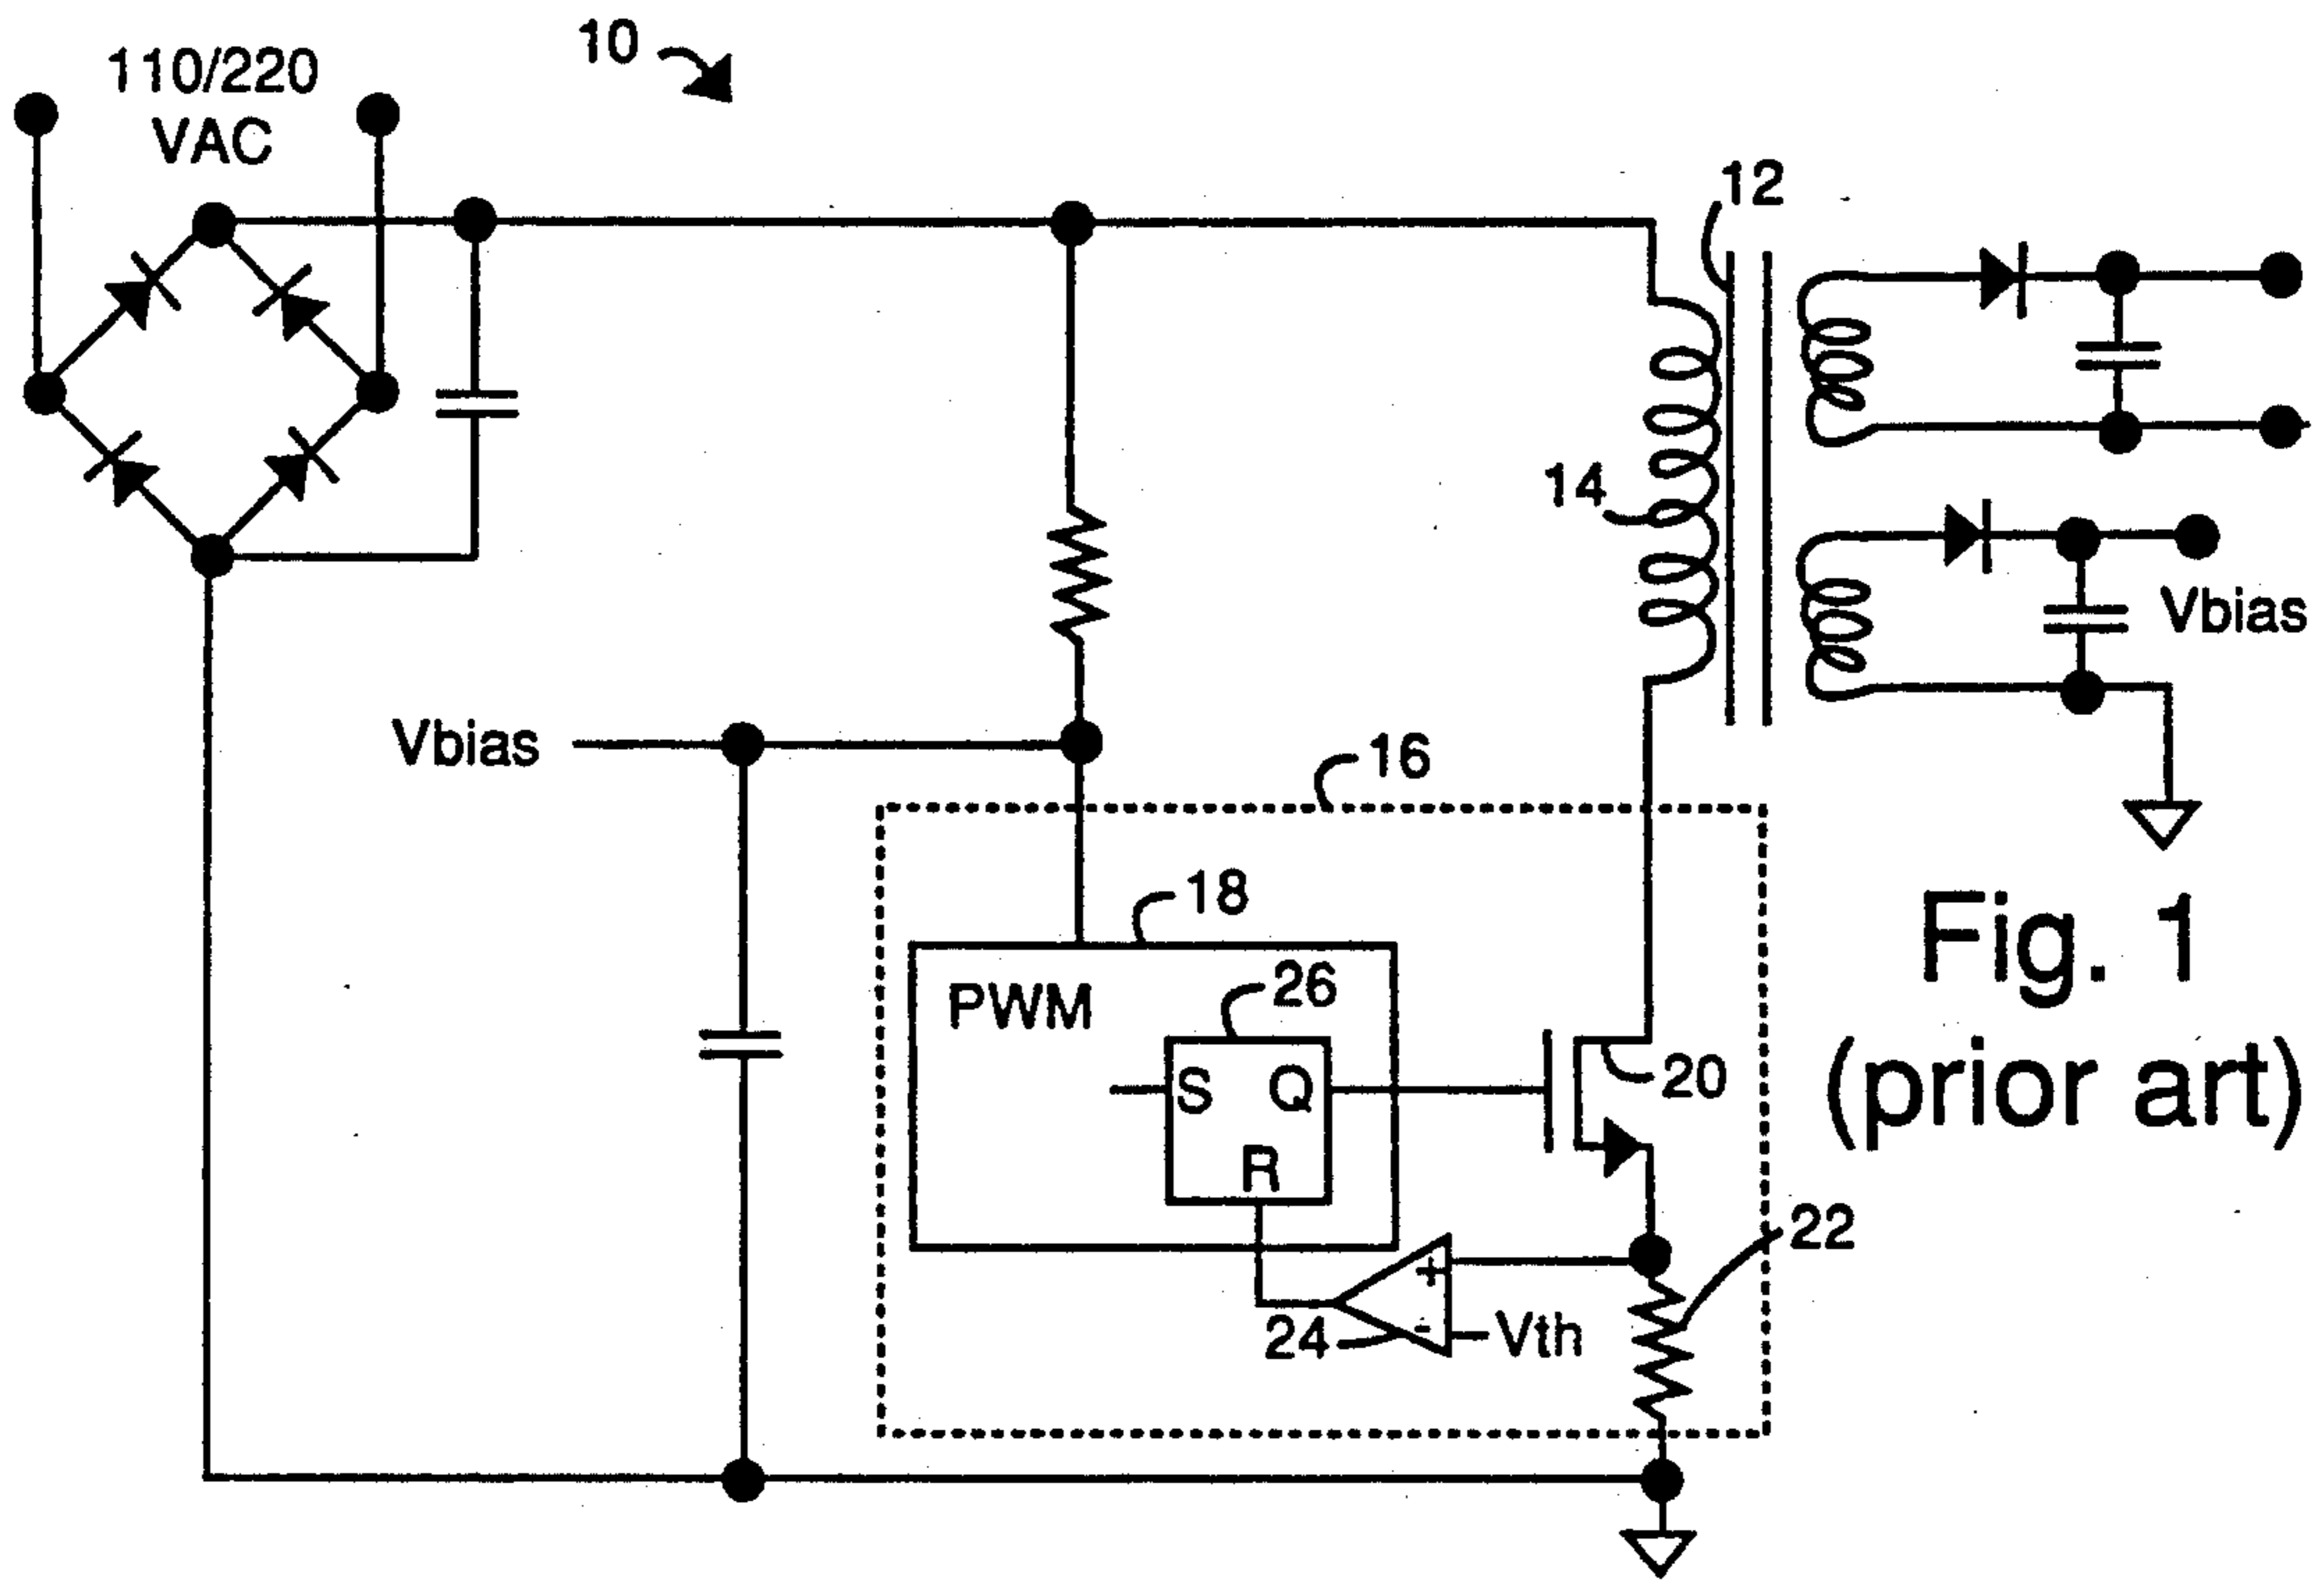 10
110/220
VAC
12
14
Vbias
Vbias
16
18
PWM
26
S Q
R
20
22
24
+
-
Vth
Fig. 1
(prior art)